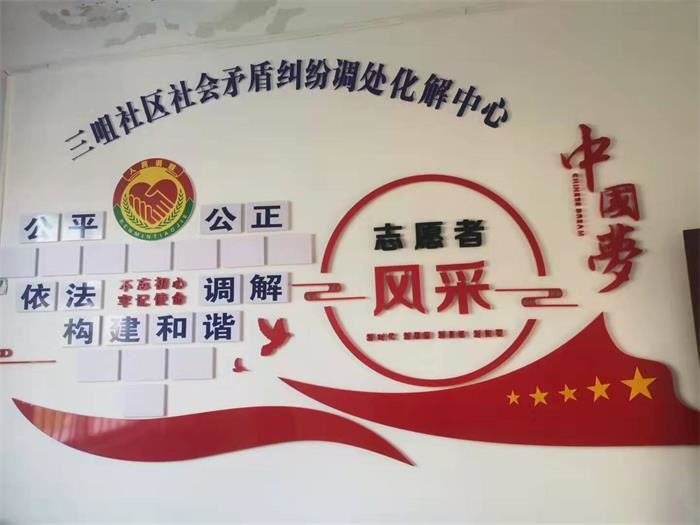 三咀社区社会矛盾纠纷调处化解中心
人民调解
RENMINTIAOJIE
公平 公正
依法 不忘初心 调解
牢记使命
构建和谐
志愿者
风采
中国夢
CHINESE DREAM